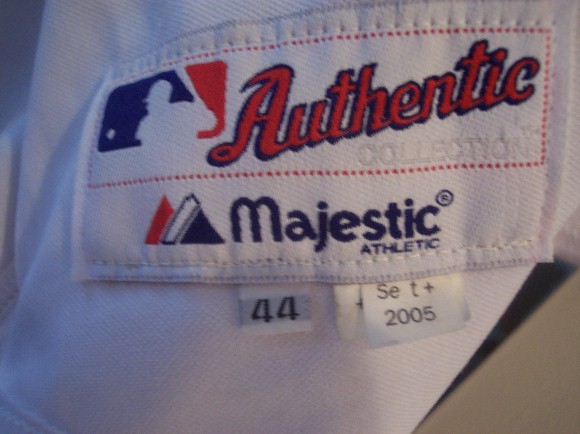 Authentic
COLLECTION
Majestic®
ATHLETIC
44
Se t +
2005